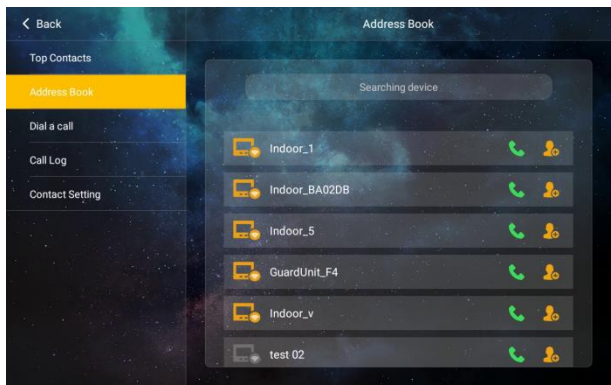 Back
Address Book
Top Contacts
Address Book
Dial a call
Call Log
Contact Setting
Searching device
Indoor_1
Indoor_BA02DB
Indoor_5
GuardUnit_F4
Indoor_v
test 02